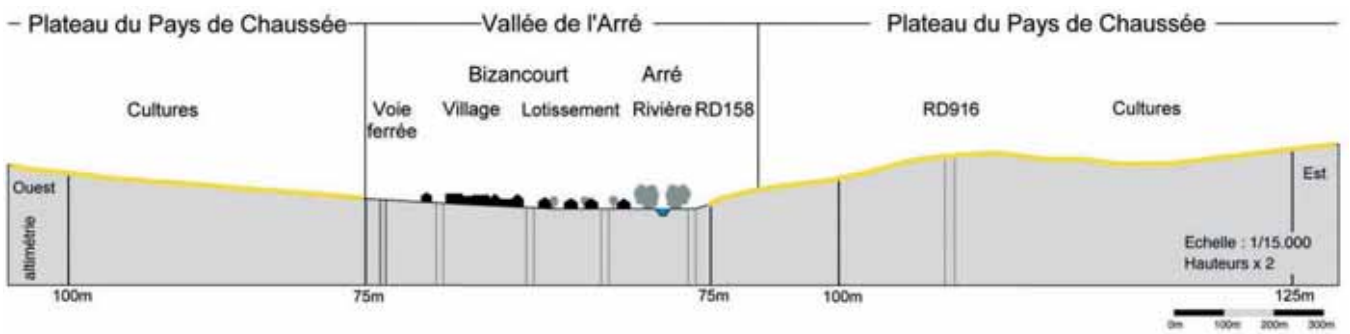 Plateau du Pays de Chaussée Vallée de l'Arré Plateau du Pays de Chaussée
Bizancourt Arré
Cultures Voie ferrée Village Lotissement Rivière RD158 RD916 Cultures
Ouest Est
altimétrie
Echelle : 1/15.000
Hauteurs x 2
100m 75m 75m 100m 125m
0m 100m 200m 300m